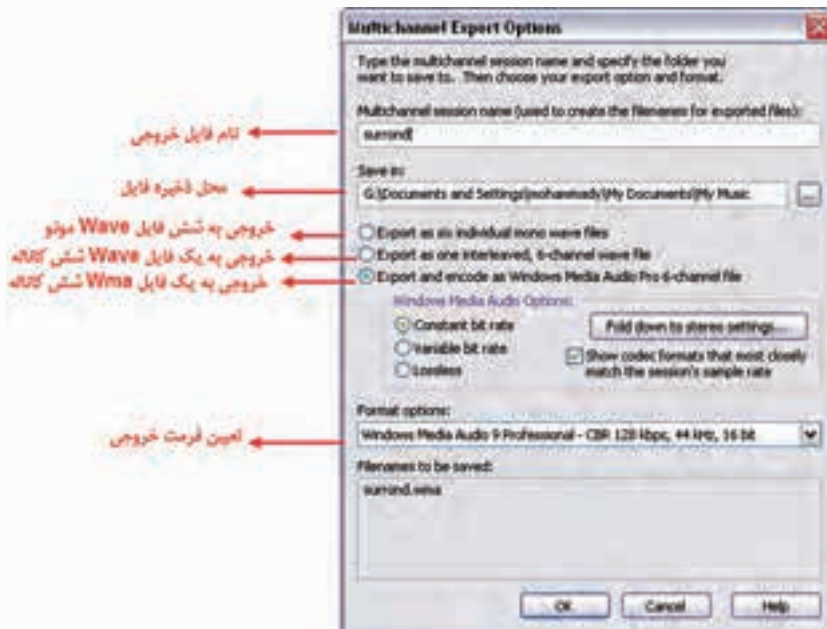 Multichannel Export Options
Type the multichannel session name and specify the folder you
want to save to. Then choose your export option and format.
Multichannel session name (used to create the filenames for exported files):
نام فایل خروجی
surrond
Save in:
محل ذخیره فایل
G:\Documents and Settings\mohammady\My Documents\My Music
...
خروجی به شش فایل Wave مونو
Export as six individual mono wave files
خروجی به یک فایل Wave شش کاناله
Export as one interleaved, 6-channel wave file
خروجی به یک فایل Wma شش کاناله
Export and encode as Windows Media Audio Pro 6-channel file
Windows Media Audio Options:
Constant bit rate
Fold down to stereo settings...
Variable bit rate
Show codec formats that most closely
match the session's sample rate
Lossless
Format options:
تعیین فرمت خروجی
Windows Media Audio 9 Professional - CBR 128 kbps, 44 kHz, 16 bit
Filenames to be saved:
surrond.wma
OK
Cancel
Help